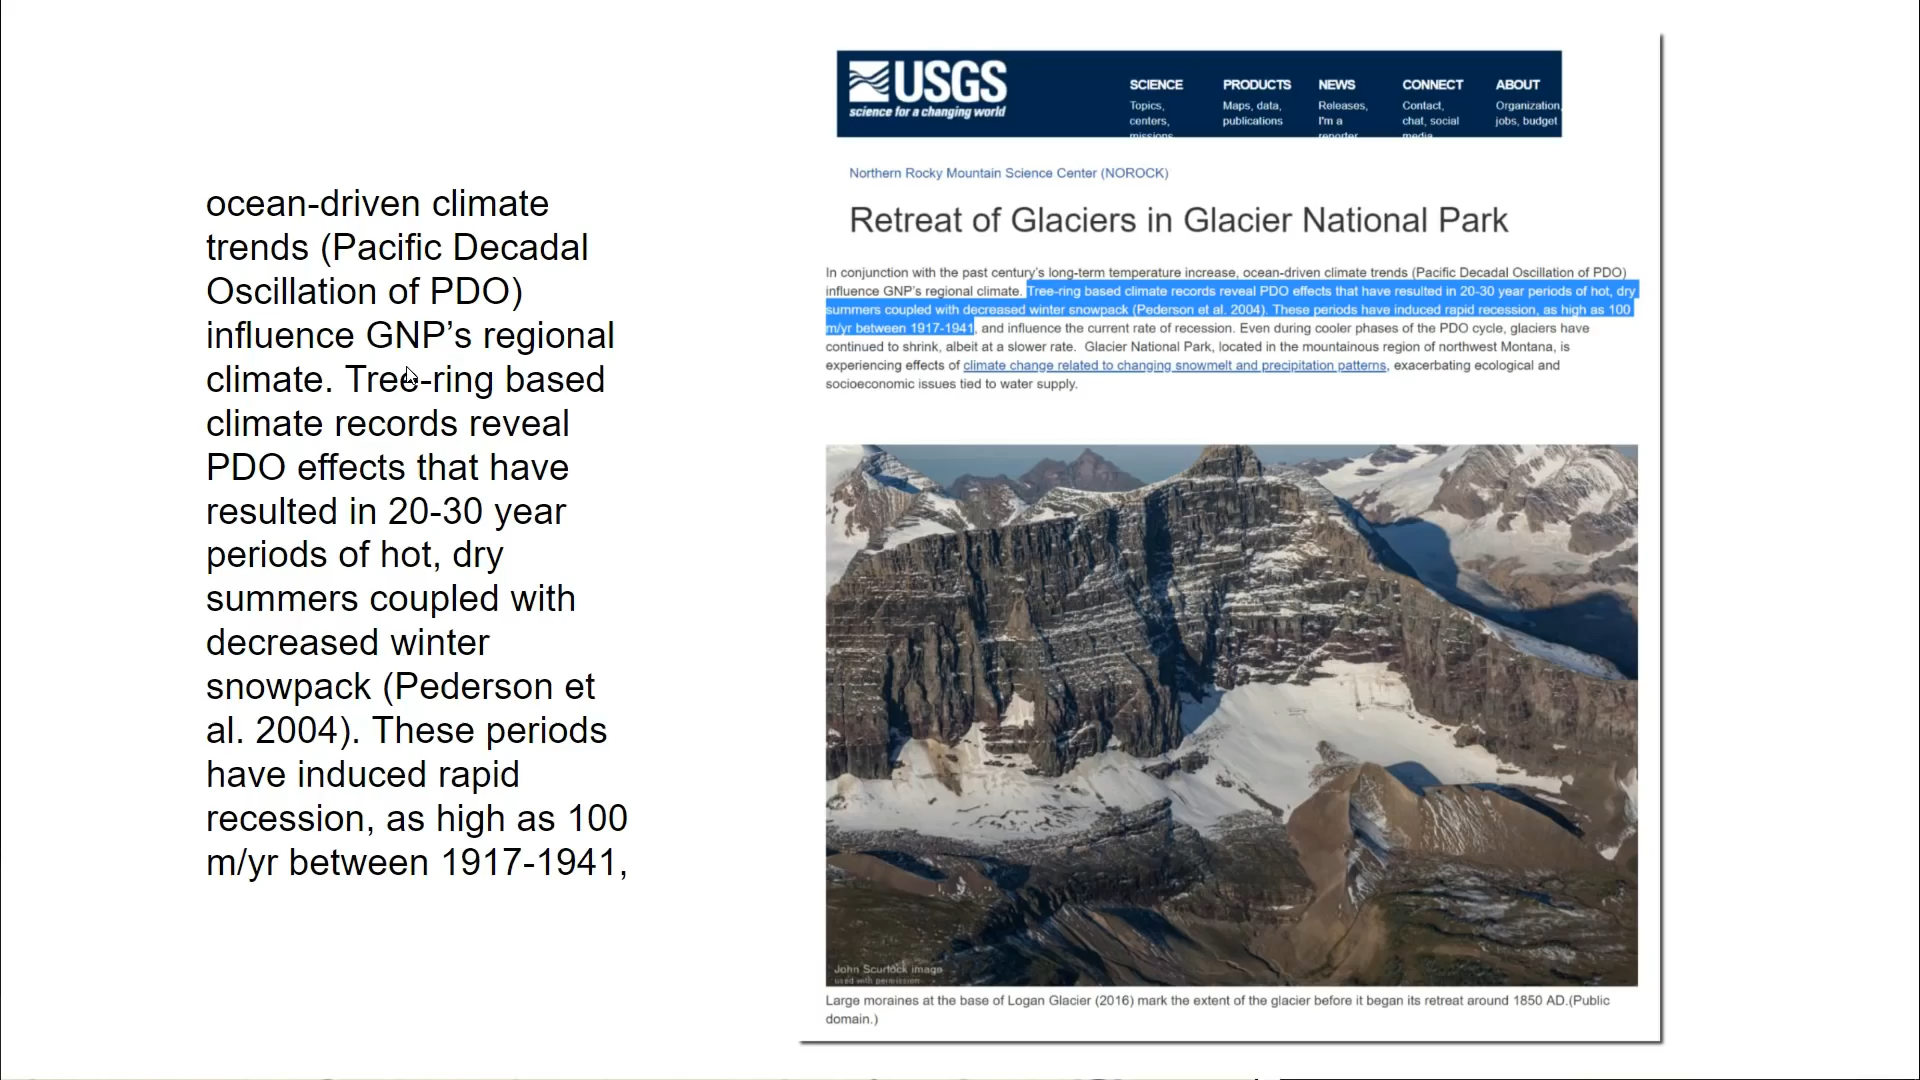 ocean-driven climate
trends (Pacific Decadal
Oscillation of PDO)
influence GNP’s regional
climate. Tree-ring based
climate records reveal
PDO effects that have
resulted in 20-30 year
periods of hot, dry
summers coupled with
decreased winter
snowpack (Pederson et
al. 2004). These periods
have induced rapid
recession, as high as 100
m/yr between 1917-1941,
USGS
science for a changing world
SCIENCE
Topics,
centers,
missions
PRODUCTS
Maps, data,
publications
NEWS
Releases,
I'm a
reporter
CONNECT
Contact,
chat, social
media
ABOUT
Organization,
jobs, budget
Northern Rocky Mountain Science Center (NOROCK)
Retreat of Glaciers in Glacier National Park
In conjunction with the past century’s long-term temperature increase, ocean-driven climate trends (Pacific Decadal Oscillation of PDO)
influence GNP’s regional climate. Tree-ring based climate records reveal PDO effects that have resulted in 20-30 year periods of hot, dry
summers coupled with decreased winter snowpack (Pederson et al. 2004). These periods have induced rapid recession, as high as 100
m/yr between 1917-1941, and influence the current rate of recession. Even during cooler phases of the PDO cycle, glaciers have
continued to shrink, albeit at a slower rate. Glacier National Park, located in the mountainous region of northwest Montana, is
experiencing effects of climate change related to changing snowmelt and precipitation patterns, exacerbating ecological and
socioeconomic issues tied to water supply.
John Scurlock image
used with permission
Large moraines at the base of Logan Glacier (2016) mark the extent of the glacier before it began its retreat around 1850 AD.(Public
domain.)